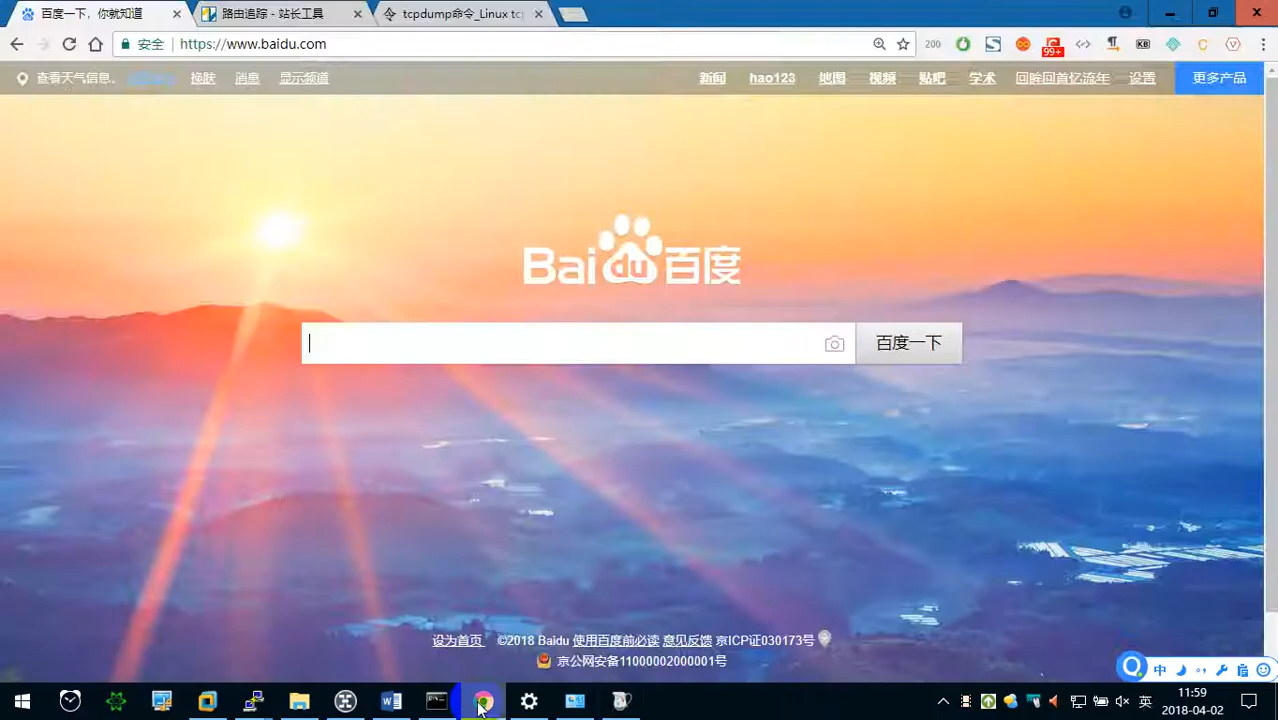 百度一下，你就知道
路由追踪 - 站长工具
tcpdump命令_Linux tcp
安全
https://www.baidu.com
200
99+
KB
查看天气信息。
换肤
消息
显示频道
新闻
hao123
地图
视频
贴吧
学术
回眸回首忆流年
设置
更多产品
Bai du 百度
百度一下
设为首页 ©2018 Baidu 使用百度前必读 意见反馈 京ICP证030173号
京公网安备11000002000001号
中
英
11:59
2018-04-02